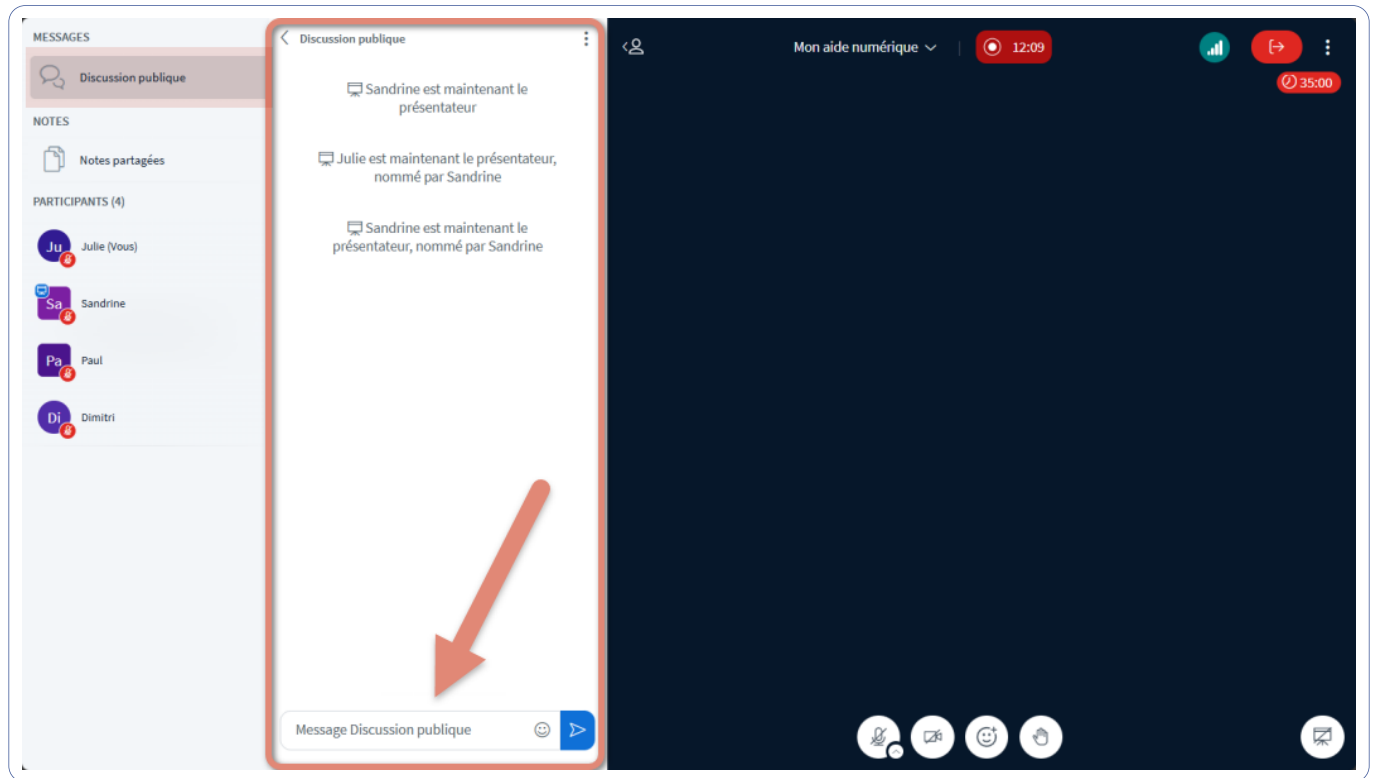 MESSAGES
Discussion publique
NOTES
Notes partagées
PARTICIPANTS (4)
Ju
Julie (Vous)
Sa
Sandrine
Pa
Paul
Di
Dimitri
Discussion publique
Sandrine est maintenant le
présentateur
Julie est maintenant le présentateur,
nommé par Sandrine
Sandrine est maintenant le
présentateur, nommé par Sandrine
Message Discussion publique
Mon aide numérique
12:09
35:00